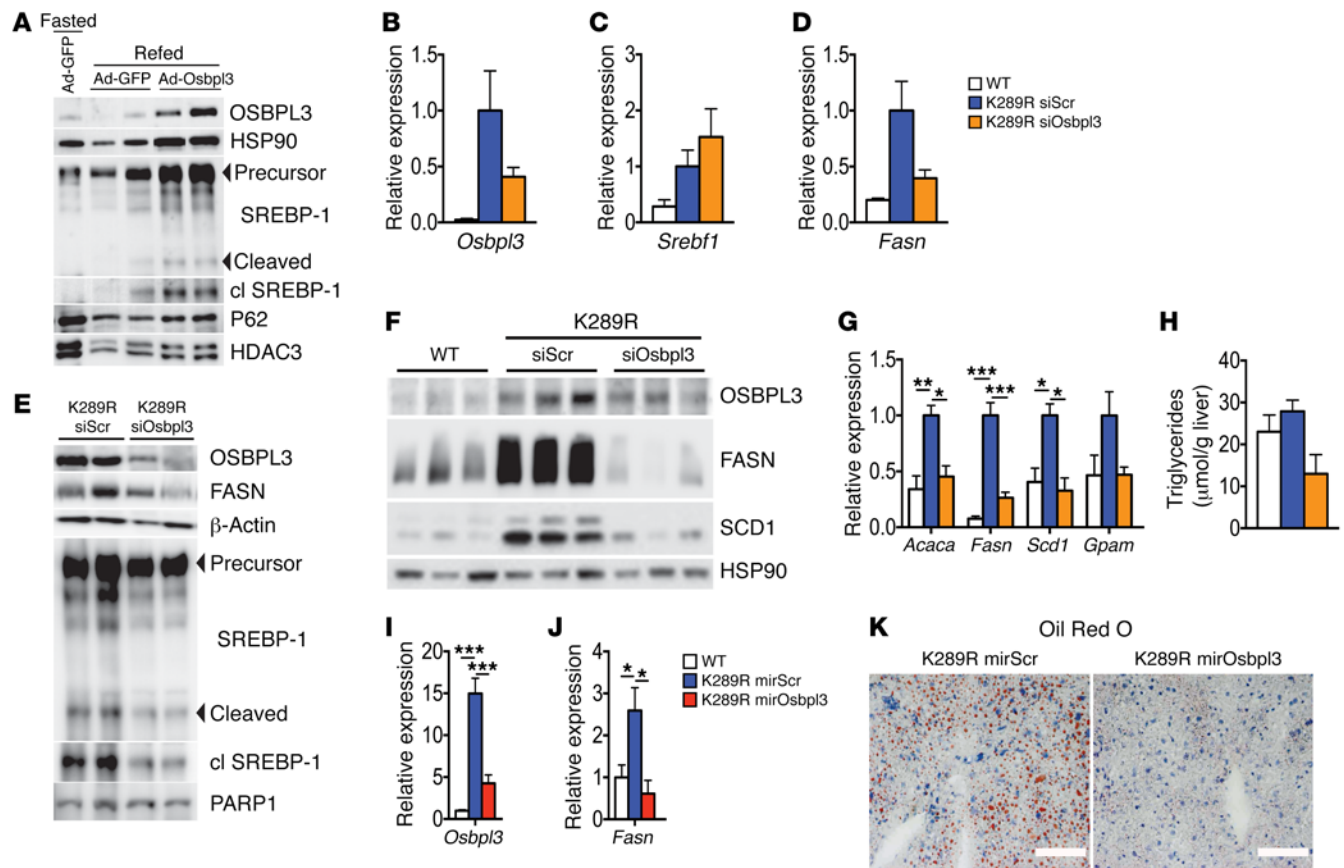 A
Fasted
Ad-GFP
Refed
Ad-GFP Ad-Osbpl3
OSBPL3
HSP90
Precursor
SREBP-1
Cleaved
cl SREBP-1
P62
HDAC3
B
Relative expression
1.5
1.0
0.5
0.0
Osbpl3
C
Relative expression
3
2
1
0
Srebf1
D
Relative expression
1.5
1.0
0.5
0.0
Fasn
WT
K289R siScr
K289R siOsbpl3
E
K289R K289R
siScr siOsbpl3
OSBPL3
FASN
β-Actin
Precursor
SREBP-1
Cleaved
cl SREBP-1
PARP1
F
K289R
WT siScr siOsbpl3
OSBPL3
FASN
SCD1
HSP90
G
Relative expression
1.5
1.0
0.5
0.0
** * *** *** * *
Acaca Fasn Scd1 Gpam
H
Triglycerides
(μmol/g liver)
40
30
20
10
0
I
Relative expression
20
15
10
5
0
*** ***
Osbpl3
J
Relative expression
4
3
2
1
0
* *
Fasn
WT
K289R mirScr
K289R mirOsbpl3
K
Oil Red O
K289R mirScr K289R mirOsbpl3